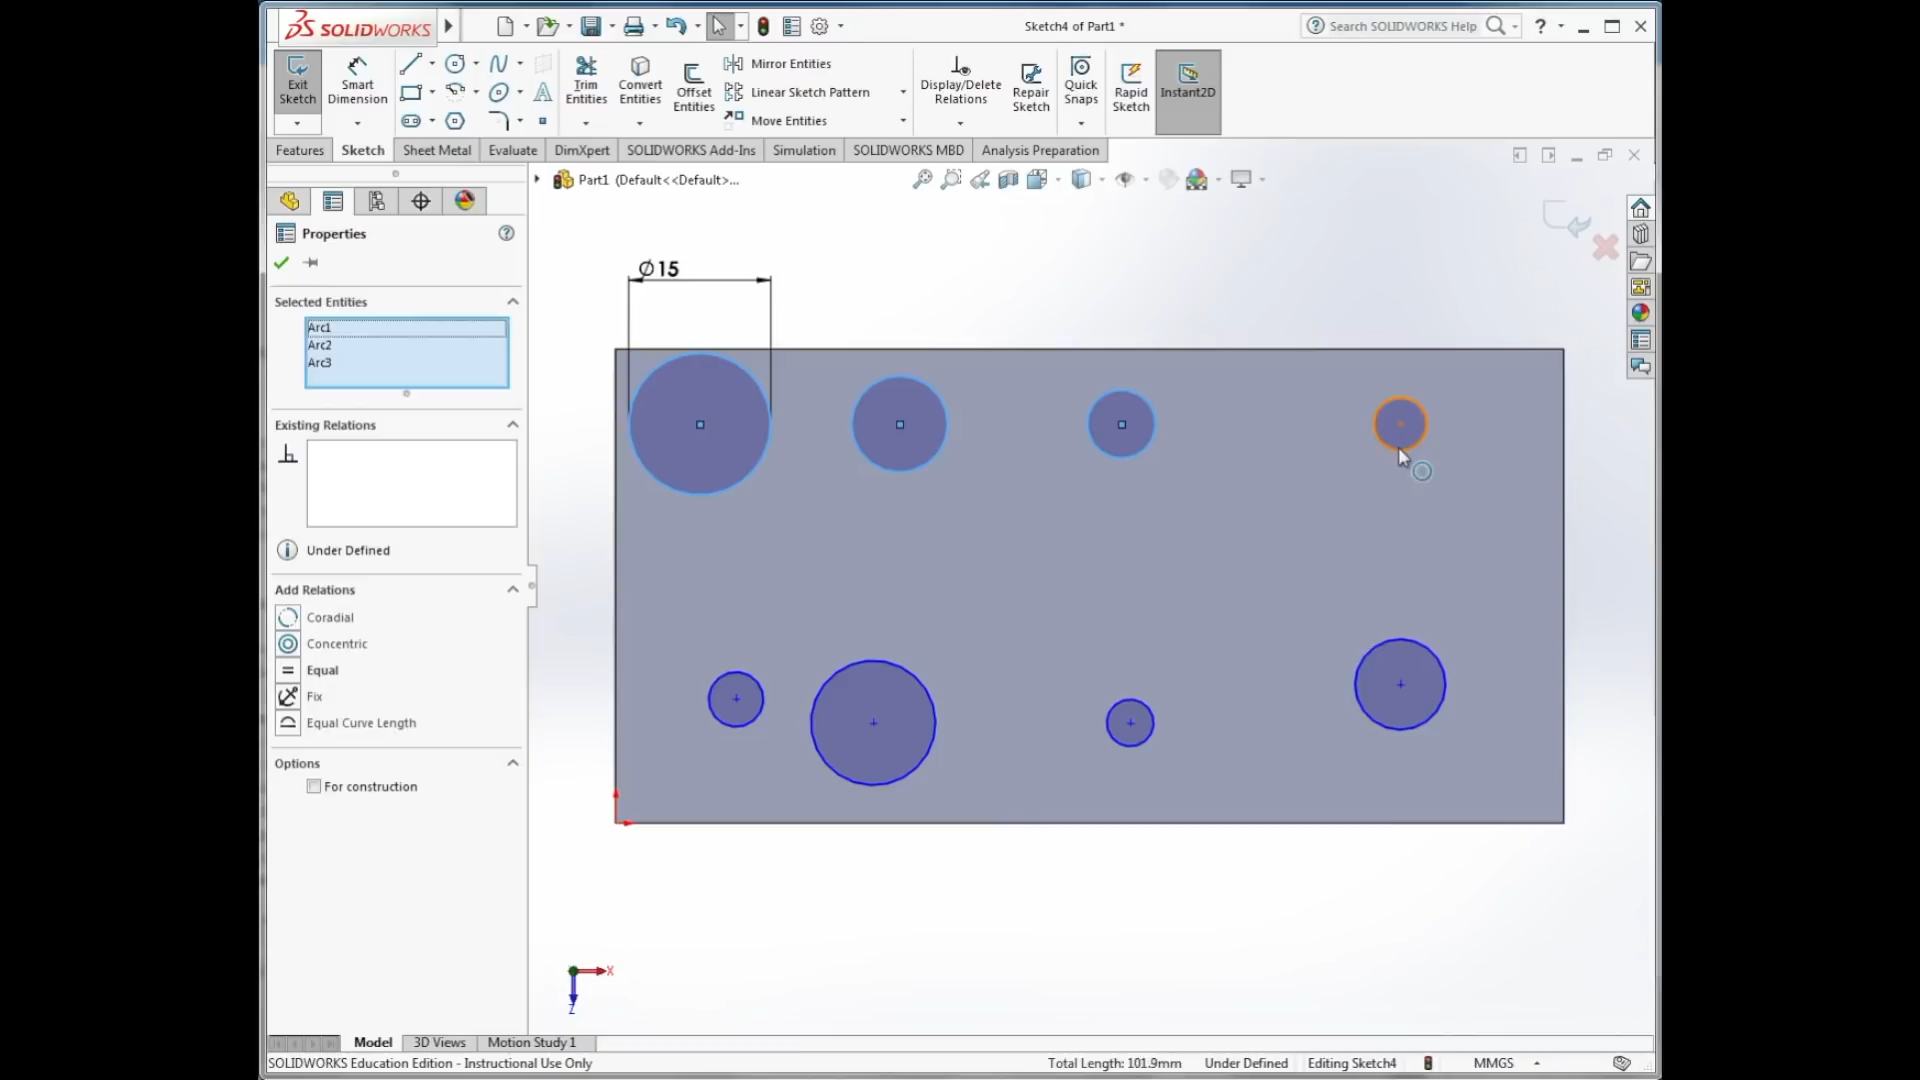 SOLIDWORKS
Sketch4 of Part1 *
Search SOLIDWORKS Help
?
Exit Sketch
Smart Dimension
Trim Entities
Convert Entities
Offset Entities
Mirror Entities
Linear Sketch Pattern
Move Entities
Display/Delete Relations
Repair Sketch
Quick Snaps
Rapid Sketch
Instant2D
Features
Sketch
Sheet Metal
Evaluate
DimXpert
SOLIDWORKS Add-Ins
Simulation
SOLIDWORKS MBD
Analysis Preparation
Part1 (Default<<Default>...
Properties
Selected Entities
Arc1
Arc2
Arc3
Existing Relations
Under Defined
Add Relations
Coradial
Concentric
Equal
Fix
Equal Curve Length
Options
For construction
∅15
X
Z
Model
3D Views
Motion Study 1
SOLIDWORKS Education Edition - Instructional Use Only
Total Length: 101.9mm
Under Defined
Editing Sketch4
MMGS